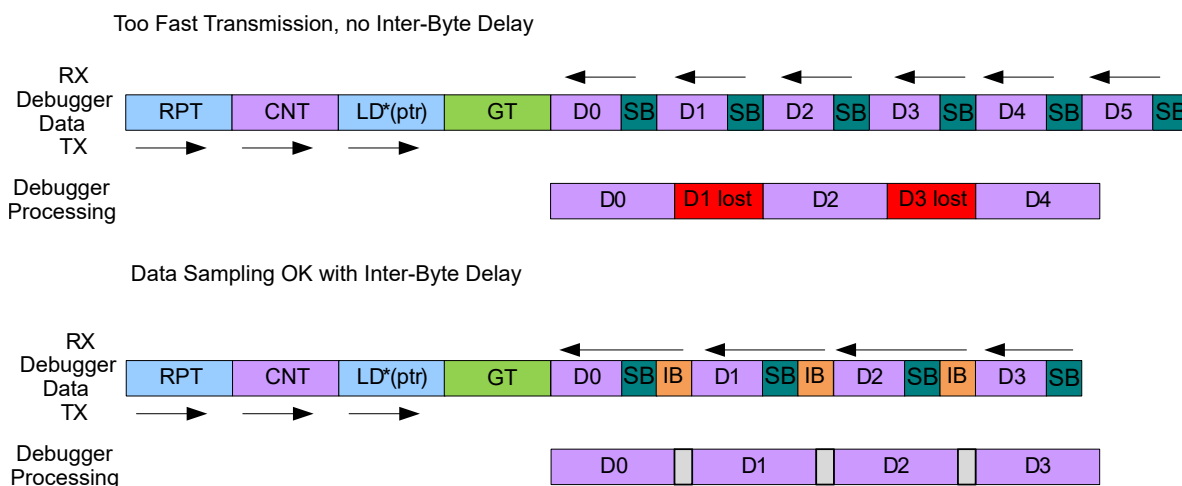 Too Fast Transmission, no Inter-Byte Delay
RX
Debugger
Data
TX
RPT CNT LD*(ptr) GT D0 SB D1 SB D2 SB D3 SB D4 SB D5 SB
Debugger
Processing
D0 D1 lost D2 D3 lost D4
Data Sampling OK with Inter-Byte Delay
RX
Debugger
Data
TX
RPT CNT LD*(ptr) GT D0 SB IB D1 SB IB D2 SB IB D3 SB
Debugger
Processing
D0 D1 D2 D3